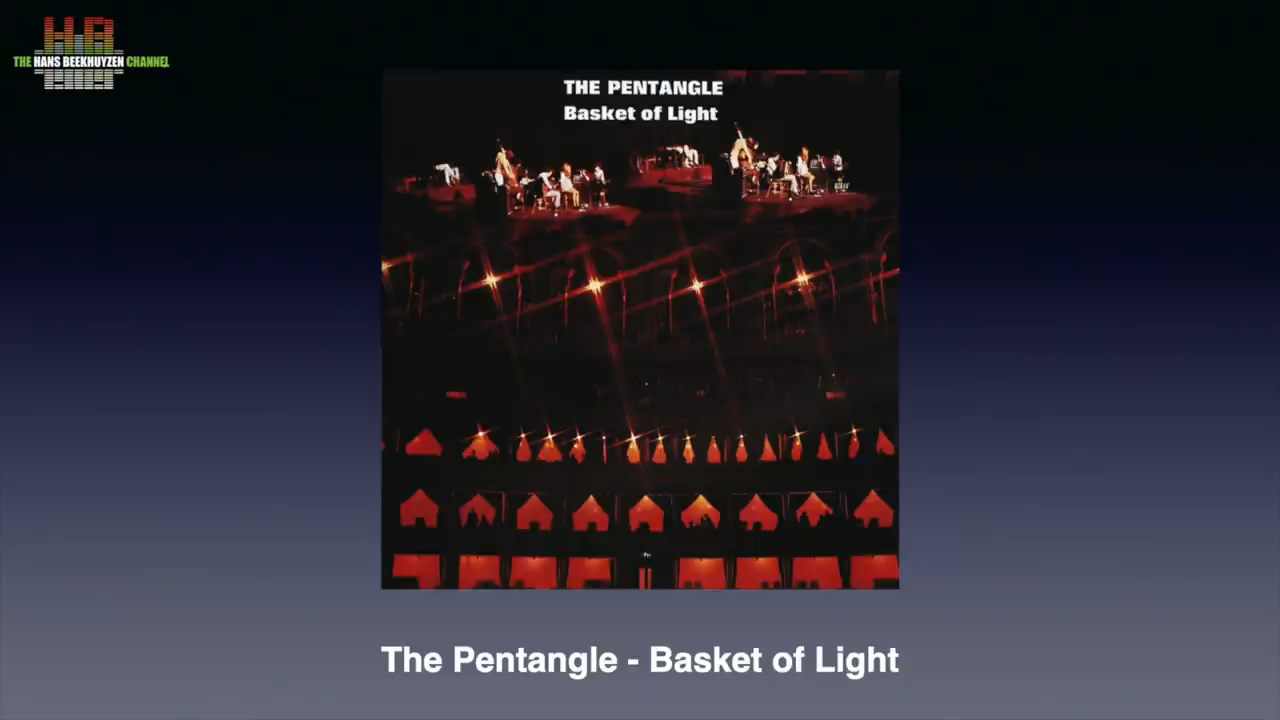 THE HANS BEEKHUYZEN CHANNEL
THE PENTANGLE
Basket of Light
The Pentangle - Basket of Light